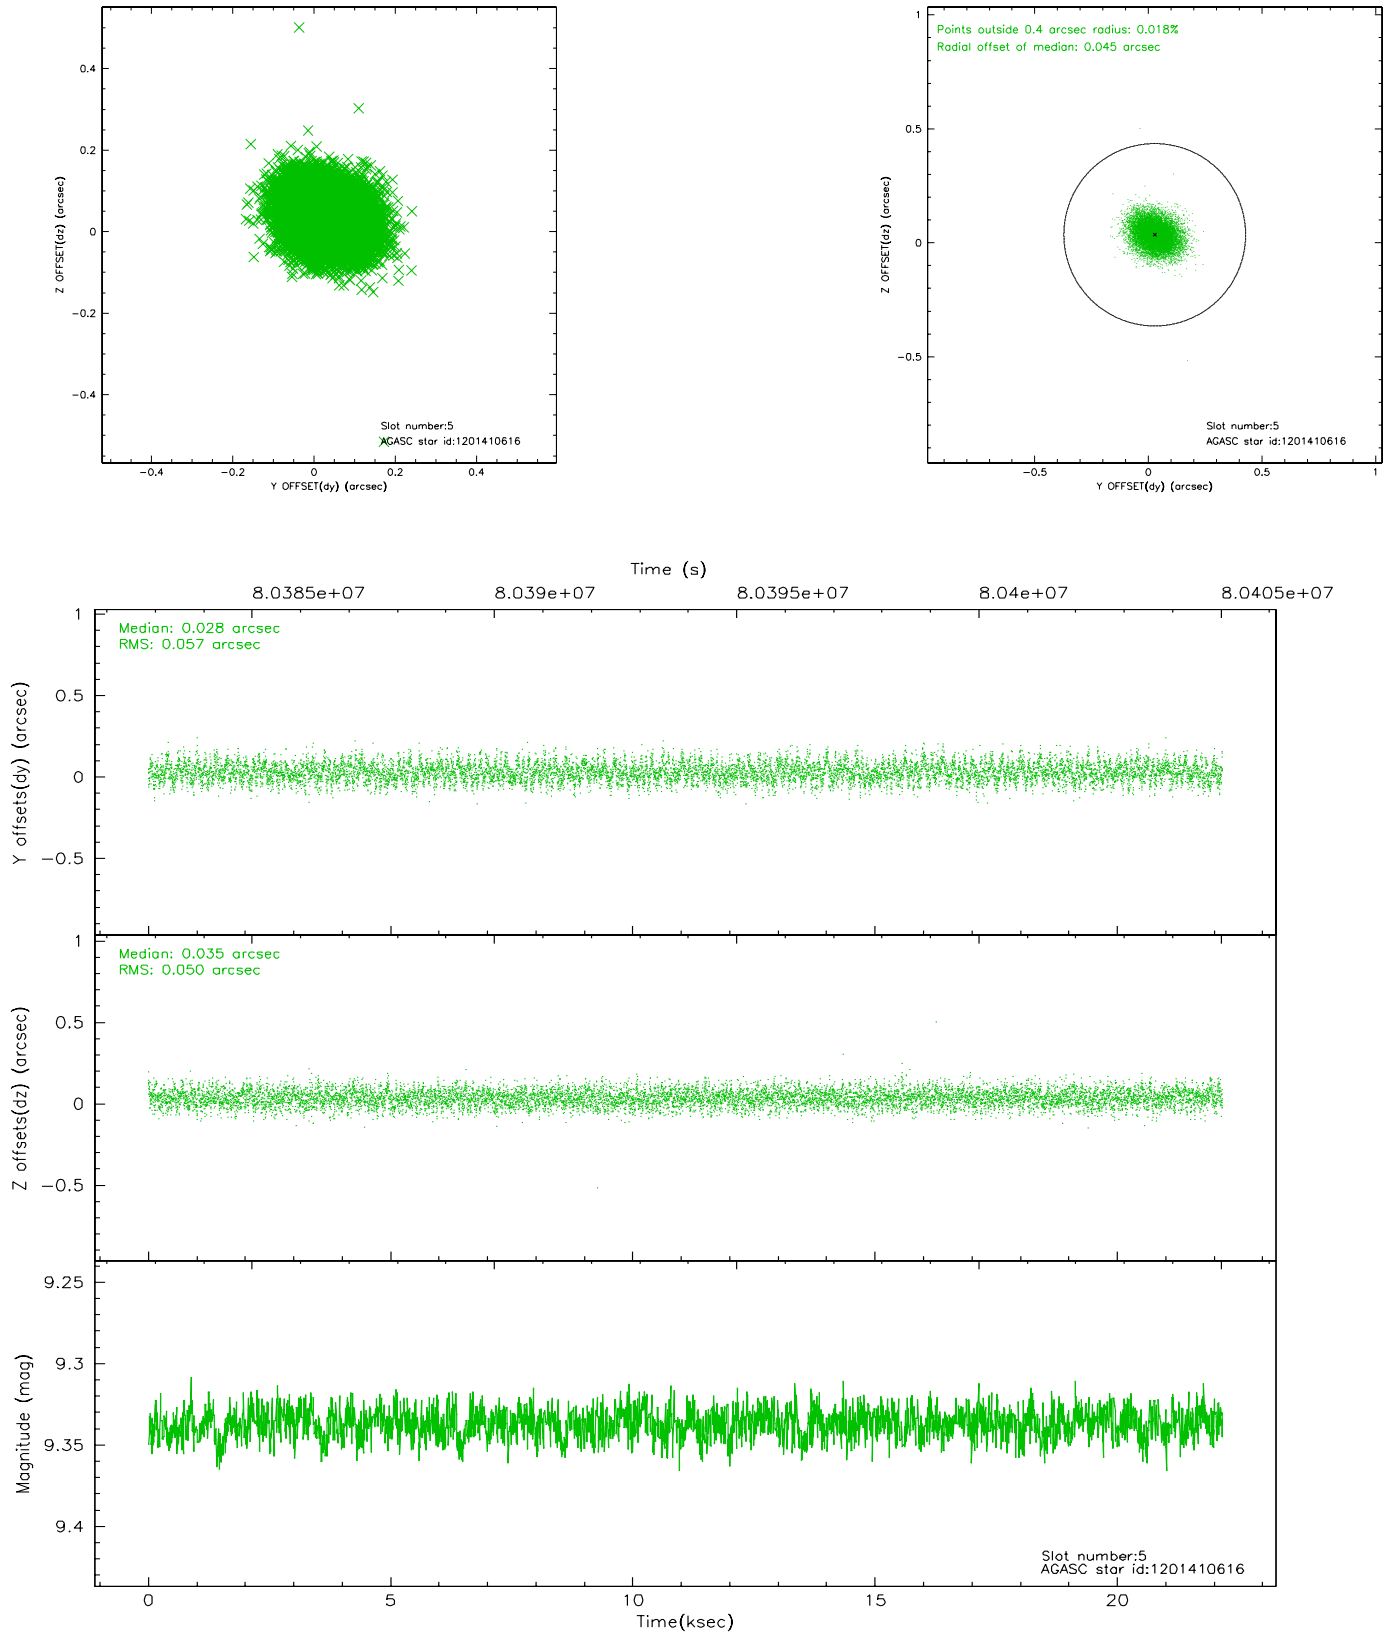 0.4
0.2
0
−0.2
−0.4
Z OFFSET(dz) (arcsec)
Slot number:5
AGASC star id:1201410616
−0.4 −0.2 0 0.2 0.4
Y OFFSET(dy) (arcsec)
Points outside 0.4 arcsec radius: 0.018%
Radial offset of median: 0.045 arcsec
1
0.5
0
−0.5
Z OFFSET(dz) (arcsec)
Slot number:5
AGASC star id:1201410616
−0.5 0 0.5 1
Y OFFSET(dy) (arcsec)
Time (s)
8.0385e+07 8.039e+07 8.0395e+07 8.04e+07 8.0405e+07
Median: 0.028 arcsec
RMS: 0.057 arcsec
1
0.5
0
−0.5
Y offsets(dy) (arcsec)
Median: 0.035 arcsec
RMS: 0.050 arcsec
1
0.5
0
−0.5
Z offsets(dz) (arcsec)
9.25
9.3
9.35
9.4
Magnitude (mag)
Slot number:5
AGASC star id:1201410616
0 5 10 15 20
Time(ksec)